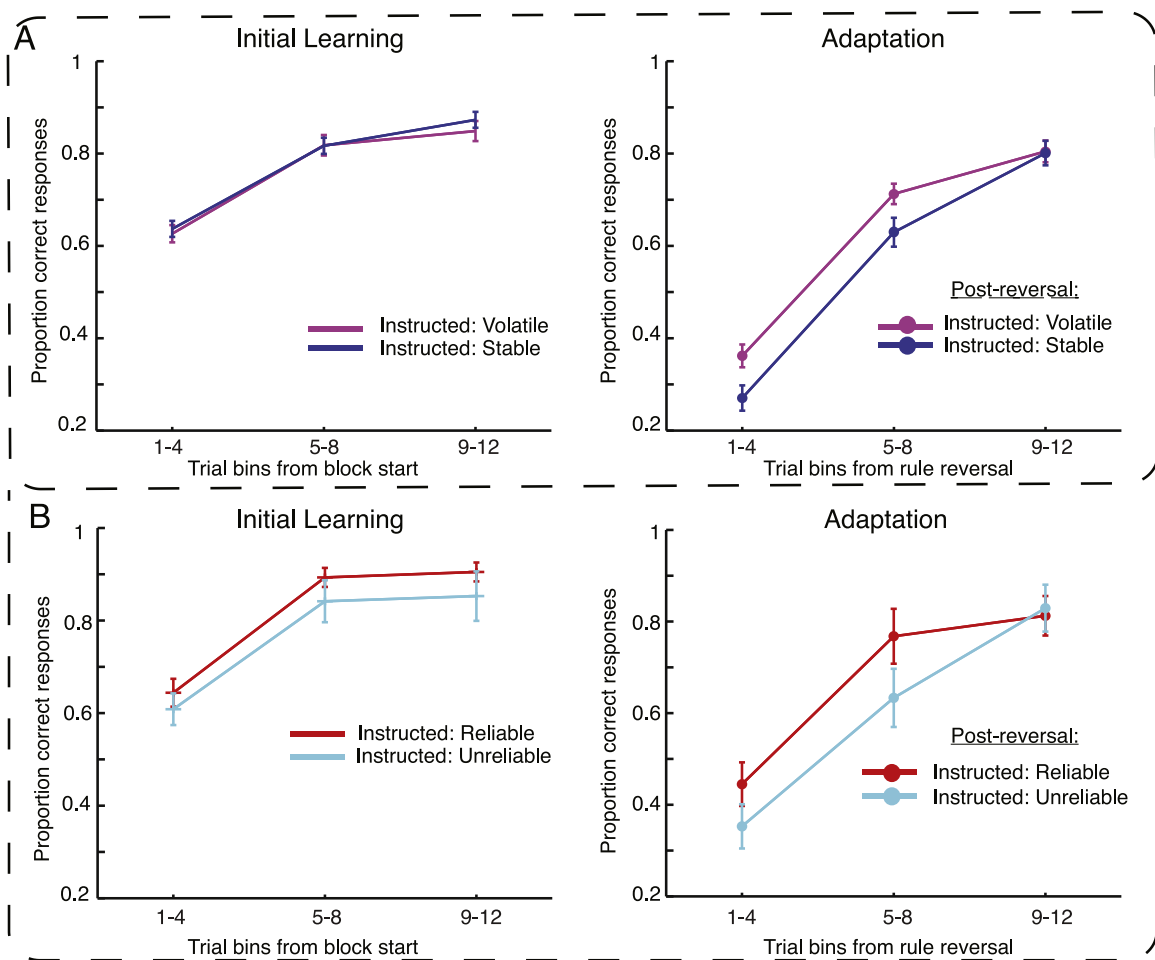 A
Initial Learning
Proportion correct responses
1
0.8
0.6
0.4
0.2
Instructed: Volatile
Instructed: Stable
1-4
5-8
9-12
Trial bins from block start
Adaptation
Proportion correct responses
1
0.8
0.6
0.4
0.2
Post-reversal:
Instructed: Volatile
Instructed: Stable
1-4
5-8
9-12
Trial bins from rule reversal
B
Initial Learning
Proportion correct responses
1
0.8
0.6
0.4
0.2
Instructed: Reliable
Instructed: Unreliable
1-4
5-8
9-12
Trial bins from block start
Adaptation
Proportion correct responses
1
0.8
0.6
0.4
0.2
Post-reversal:
Instructed: Reliable
Instructed: Unreliable
1-4
5-8
9-12
Trial bins from rule reversal